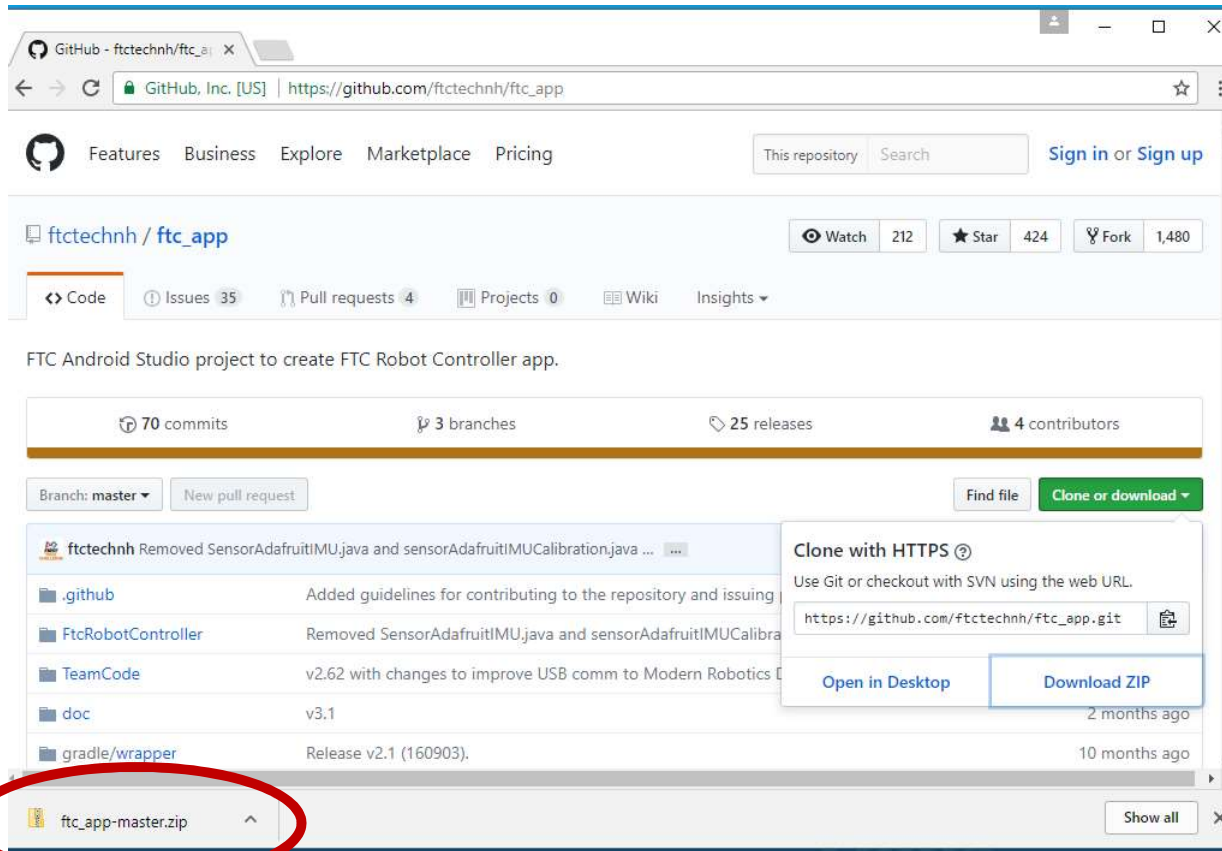 GitHub - ftctechnh/ftc_a
GitHub, Inc. [US] | https://github.com/ftctechnh/ftc_app
Features Business Explore Marketplace Pricing This repository Search Sign in or Sign up
ftctechnh / ftc_app Watch 212 Star 424 Fork 1,480
<> Code Issues 35 Pull requests 4 Projects 0 Wiki Insights
FTC Android Studio project to create FTC Robot Controller app.
70 commits 3 branches 25 releases 4 contributors
Branch: master New pull request Find file Clone or download
ftctechnh Removed SensorAdafruitIMU.java and sensorAdafruitIMUCalibration.java ... ...
.github Added guidelines for contributing to the repository and issuing
FtcRobotController Removed SensorAdafruitIMU.java and sensorAdafruitIMUCalibra
TeamCode v2.62 with changes to improve USB comm to Modern Robotics
doc v3.1 2 months ago
gradle/wrapper Release v2.1 (160903). 10 months ago
Clone with HTTPS
Use Git or checkout with SVN using the web URL.
https://github.com/ftctechnh/ftc_app.git
Open in Desktop Download ZIP
ftc_app-master.zip Show all